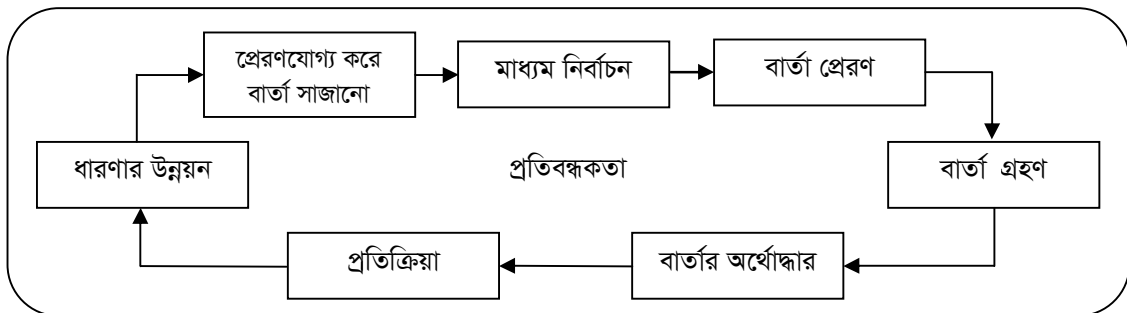 প্রেরণযোগ্য করে
বার্তা সাজানো
মাধ্যম নির্বাচন
বার্তা প্রেরণ
ধারণার উন্নয়ন
প্রতিবন্ধকতা
বার্তা গ্রহণ
প্রতিক্রিয়া
বার্তার অর্থোদ্ধার